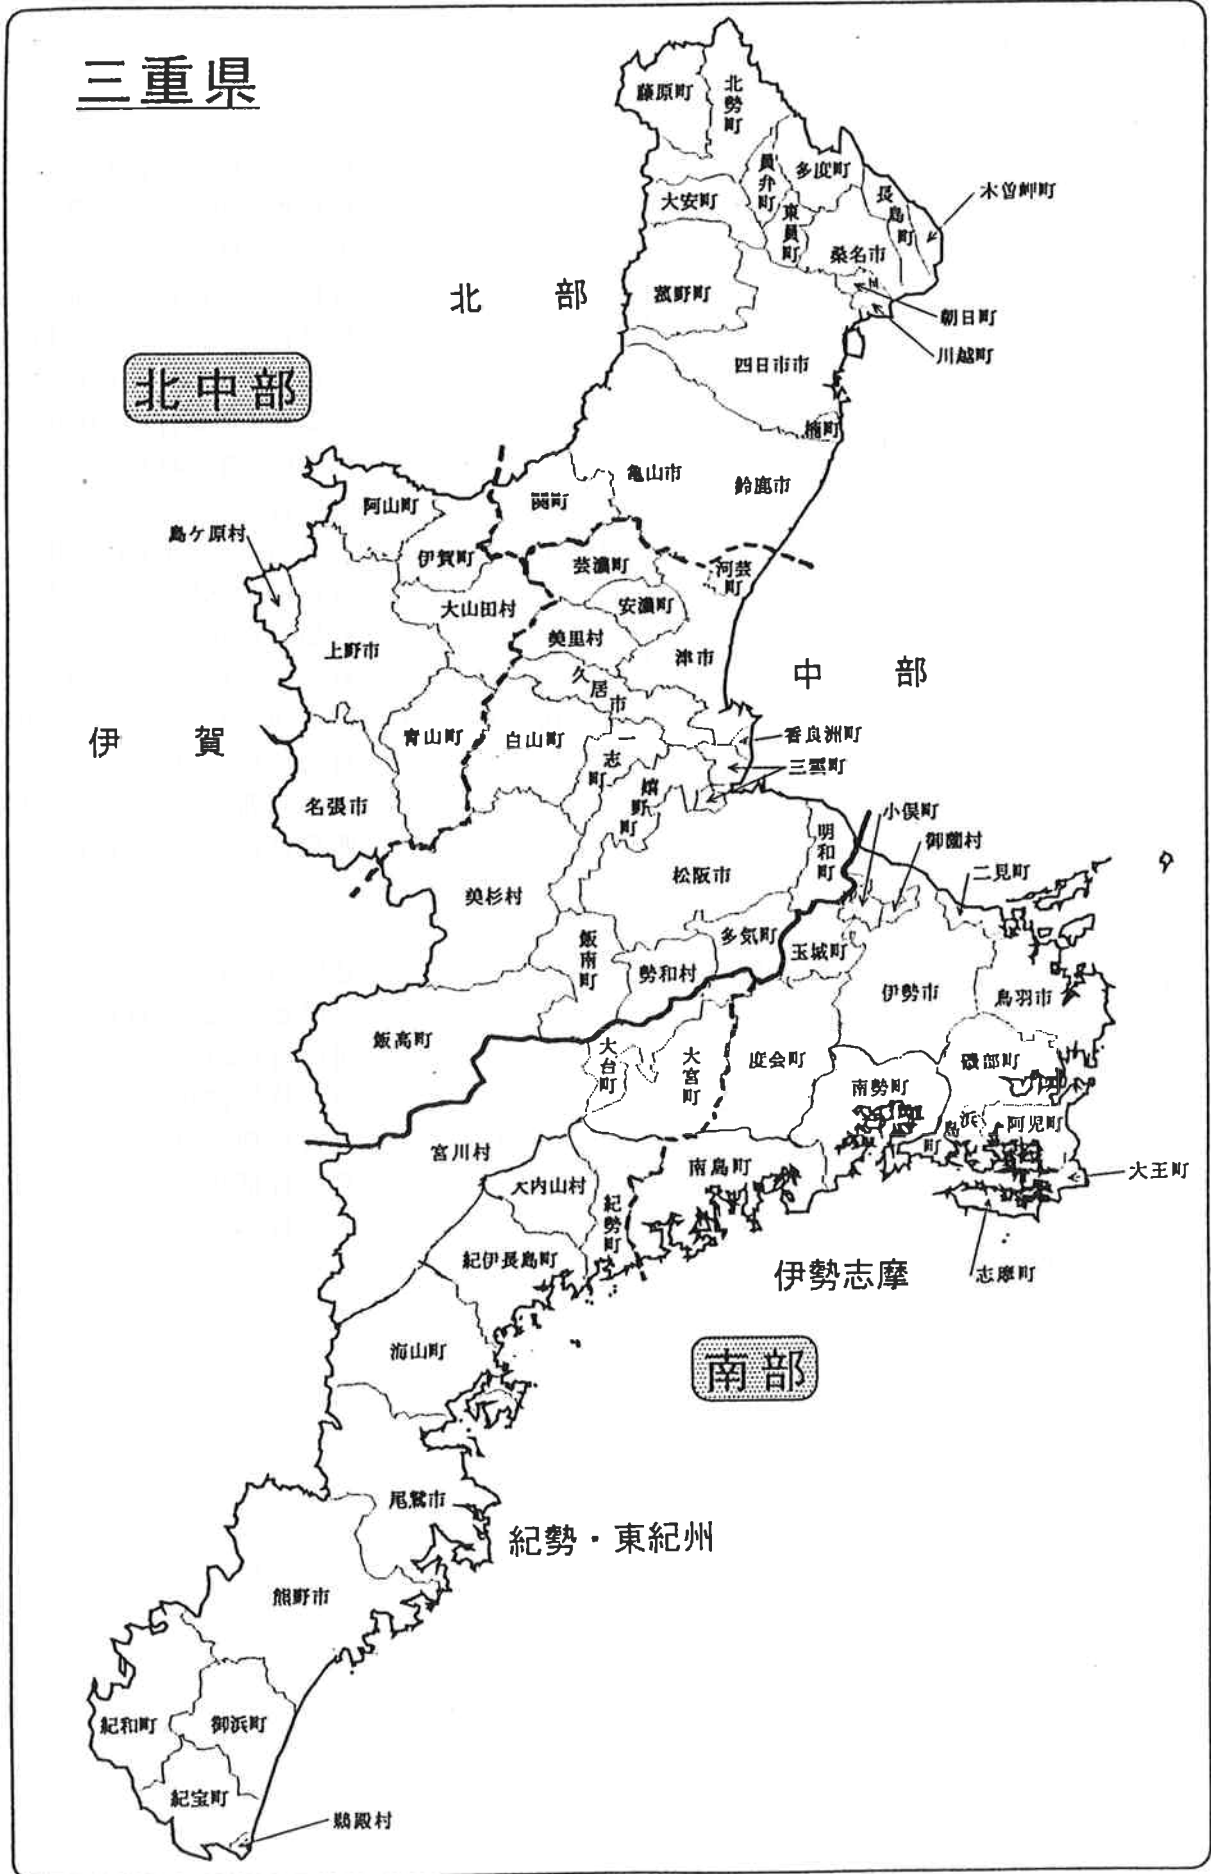 三重県
藤原町
北勢町
員弁町
多度町
大安町
東員町
長島町
木曽岬町
桑名市
北部
菰野町
朝日町
川越町
四日市市
北中部
楠町
亀山市
鈴鹿市
関町
阿山町
島ケ原村
伊賀町
芸濃町
河芸町
大山田村
安濃町
美里村
上野市
津市
久居市
中部
伊賀
青山町
白山町
香良洲町
一志町
三雲町
嬉野町
名張市
小俣町
明和町
御薗村
二見町
松阪市
美杉村
多気町
飯南町
玉城町
勢和村
伊勢市
鳥羽市
飯高町
大台町
大宮町
度会町
磯部町
南勢町
浜島町
阿児町
宮川村
南島町
大王町
大内山村
紀勢町
紀伊長島町
伊勢志摩
志摩町
海山町
南部
尾鷲市
紀勢・東紀州
熊野市
紀和町
御浜町
紀宝町
鵜殿村